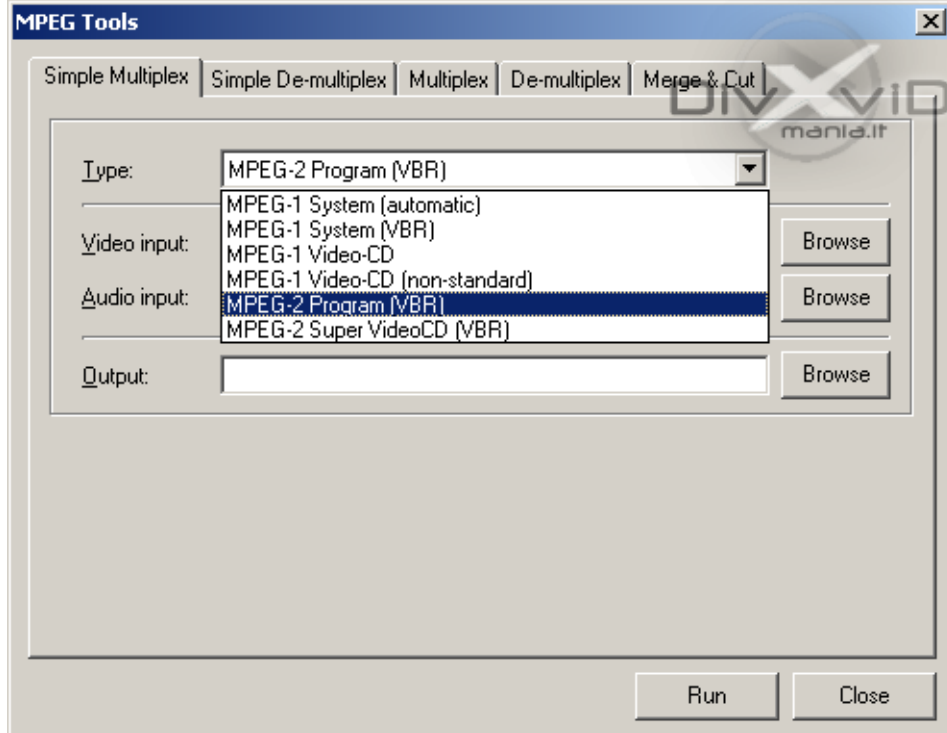 MPEG Tools
Simple Multiplex Simple De-multiplex Multiplex De-multiplex Merge & Cut
DivXviD
mania.it
Type: MPEG-2 Program (VBR)
MPEG-1 System (automatic)
MPEG-1 System (VBR)
Video input: Browse
MPEG-1 Video-CD
MPEG-1 Video-CD (non-standard)
Audio input: Browse
MPEG-2 Program (VBR)
MPEG-2 Super VideoCD (VBR)
Output: Browse
Run Close